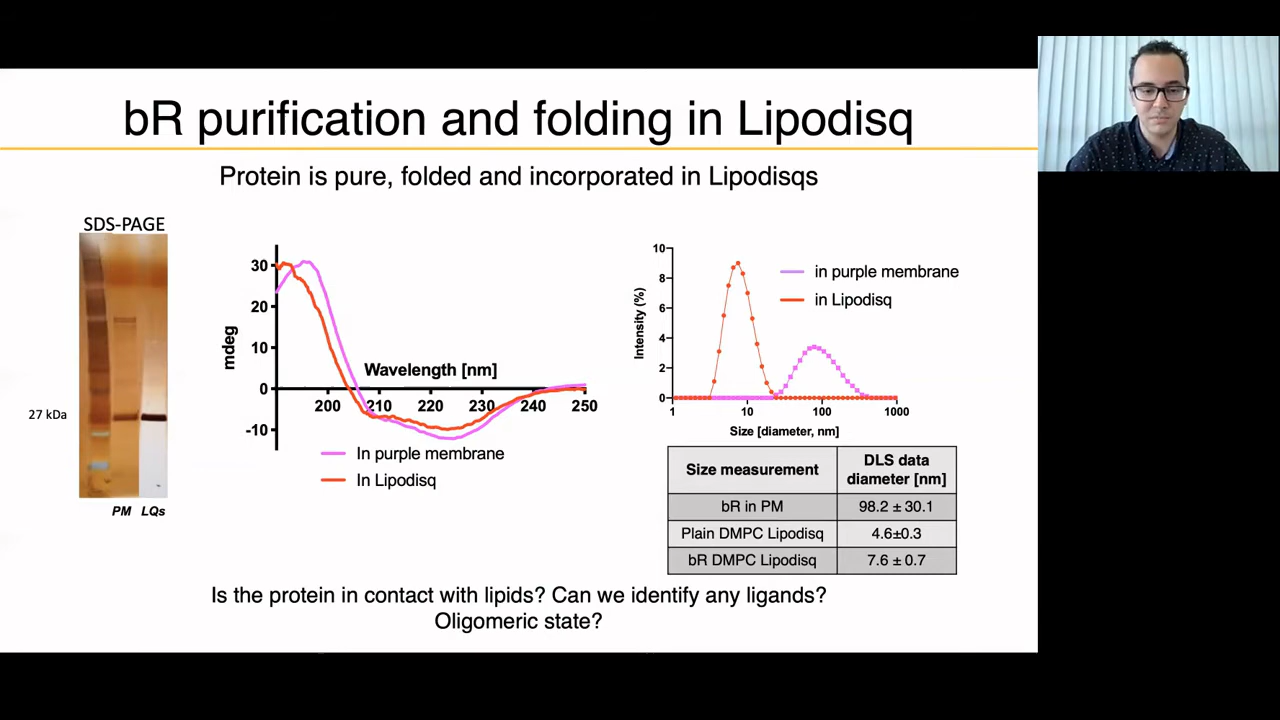 bR purification and folding in Lipodisq
Protein is pure, folded and incorporated in Lipodisqs
SDS-PAGE
27 kDa
PM LQs
30
20
10
0
-10
mdeg
Wavelength [nm]
200 210 220 230 240 250
In purple membrane
In Lipodisq
10
8
6
4
2
0
Intensity (%)
in purple membrane
in Lipodisq
1 10 100 1000
Size [diameter, nm]
Size measurement
DLS data
diameter [nm]
bR in PM 98.2 ± 30.1
Plain DMPC Lipodisq 4.6±0.3
bR DMPC Lipodisq 7.6 ± 0.7
Is the protein in contact with lipids? Can we identify any ligands?
Oligomeric state?